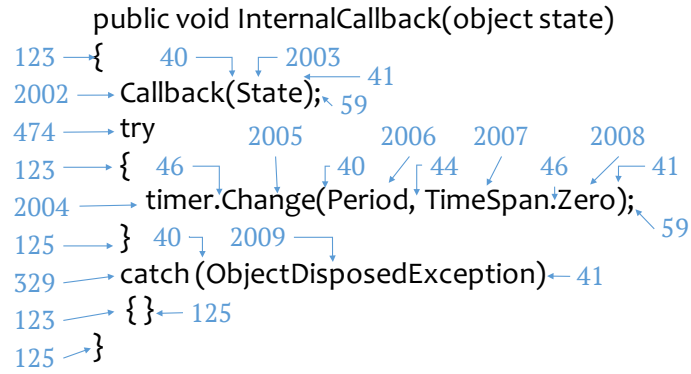 public void InternalCallback(object state)
123 { 40 2003
41
2002 Callback(State); 59
474 try 2005 2006 2007 2008
123 { 46 40 44 46 41
2004 timer.Change(Period, TimeSpan.Zero);
59
125 } 40 2009
329 catch (ObjectDisposedException) 41
123 {} 125
125 }